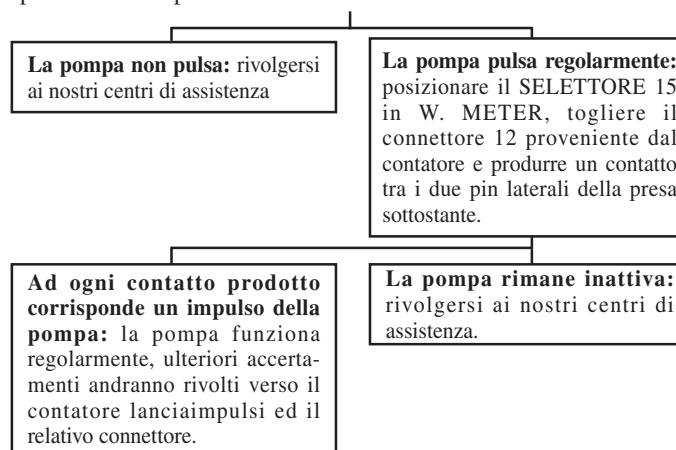 La pompa non pulsa: rivolgersi
ai nostri centri di assistenza
La pompa pulsa regolarmente:
posizionare il SELETTORE 15
in W. METER, togliere il
connettore 12 proveniente dal
contatore e produrre un contatto
tra i due pin laterali della presa
sottostante.
Ad ogni contatto prodotto
corrisponde un impulso della
pompa: la pompa funziona
regolarmente, ulteriori accerta-
menti andranno rivolti verso il
contatore lanciaimpulsi ed il
relativo connettore.
La pompa rimane inattiva:
rivolgersi ai nostri centri di
assistenza.